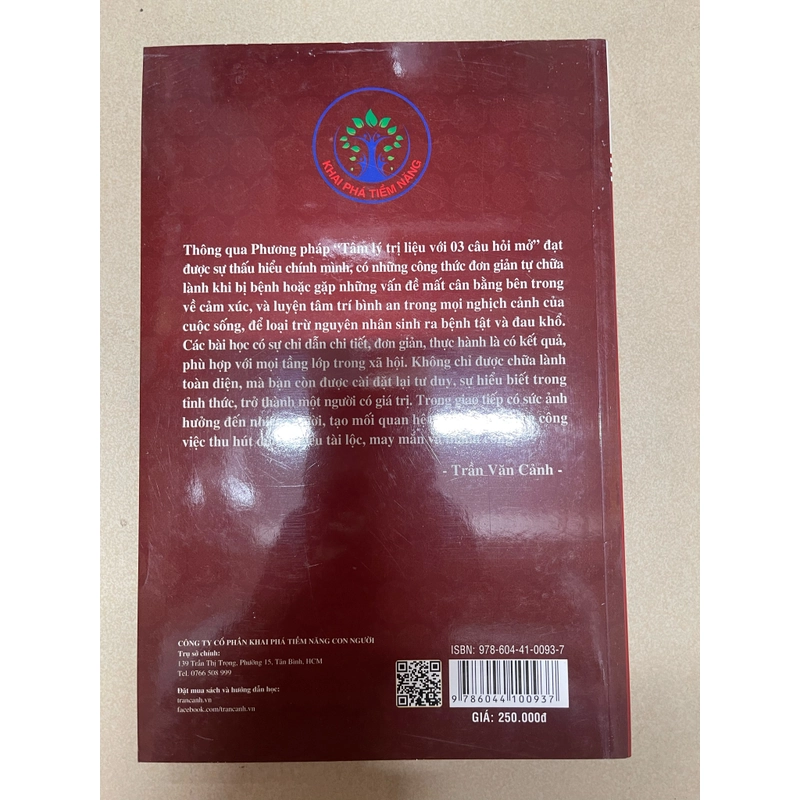 KHAI PHÁ TIỀM NĂNG
Thông qua Phương pháp “Tâm lý trị liệu với 03 câu hỏi mở” đạt
được sự thấu hiểu chính mình, có những công thức đơn giản tự chữa
lành khi bị bệnh hoặc gặp những vấn đề mất cân bằng bên trong
về cảm xúc, và luyện tâm trí bình an trong mọi nghịch cảnh của
cuộc sống, để loại trừ nguyên nhân sinh ra bệnh tật và đau khổ.
Các bài học có sự chỉ dẫn chi tiết, đơn giản, thực hành là có kết quả,
phù hợp với mọi tầng lớp trong xã hội. Không chỉ được chữa lành
toàn diện, mà bạn còn được cài đặt lại tư duy, sự hiểu biết trong
tỉnh thức, trở thành một người có giá trị. Trong giao tiếp có sức ảnh
hưởng đến tạo mối quan hệ công
việc thu hút tài lộc, may mắn
- Trần Văn Cảnh -
CÔNG TY CỔ PHẦN KHAI PHÁ TIỀM NĂNG CON NGƯỜI
Trụ sở chính:
139 Trần Thị Trọng, Phường 15, Tân Bình, HCM
Tel. 0766 508 999
Đặt mua sách và hướng dẫn học:
trancanh.vn
facebook.com/trancanh.vn
ISBN: 978-604-41-0093-7
9 786044 100937
GIÁ: 250.000đ